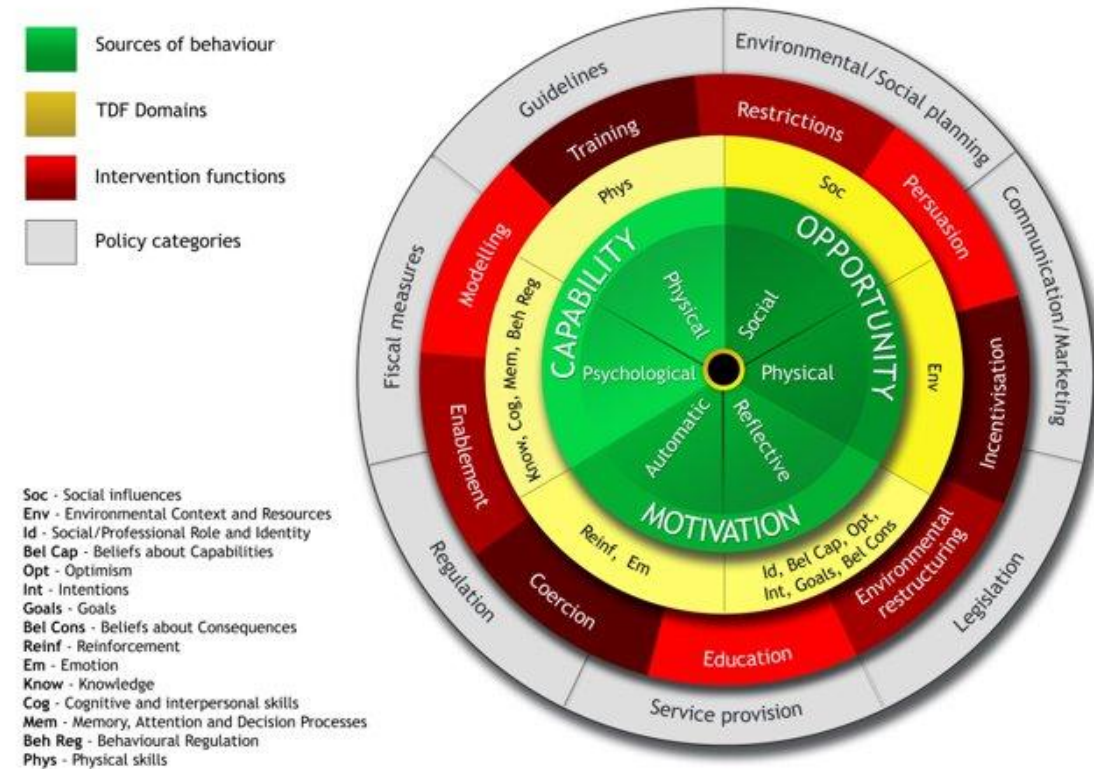 Sources of behaviour
TDF Domains
Intervention functions
Policy categories
Soc - Social influences
Env - Environmental Context and Resources
Id - Social/Professional Role and Identity
Bel Cap - Beliefs about Capabilities
Opt - Optimism
Int - Intentions
Goals - Goals
Bel Cons - Beliefs about Consequences
Reinf - Reinforcement
Em - Emotion
Know - Knowledge
Cog - Cognitive and interpersonal skills
Mem - Memory, Attention and Decision Processes
Beh Reg - Behavioural Regulation
Phys - Physical skills
Guidelines
Environmental/Social planning
Communication/Marketing
Legislation
Service provision
Regulation
Fiscal measures
Training
Restrictions
Persuasion
Incentivisation
Environmental
restructuring
Education
Coercion
Enablement
Modelling
Phys
Soc
Env
Id, Bel Cap, Opt,
Int, Goals, Bel Cons
Reinf, Em
Know, Cog, Mem, Beh Reg
CAPABILITY
OPPORTUNITY
MOTIVATION
Physical
Social
Physical
Reflective
Automatic
Psychological